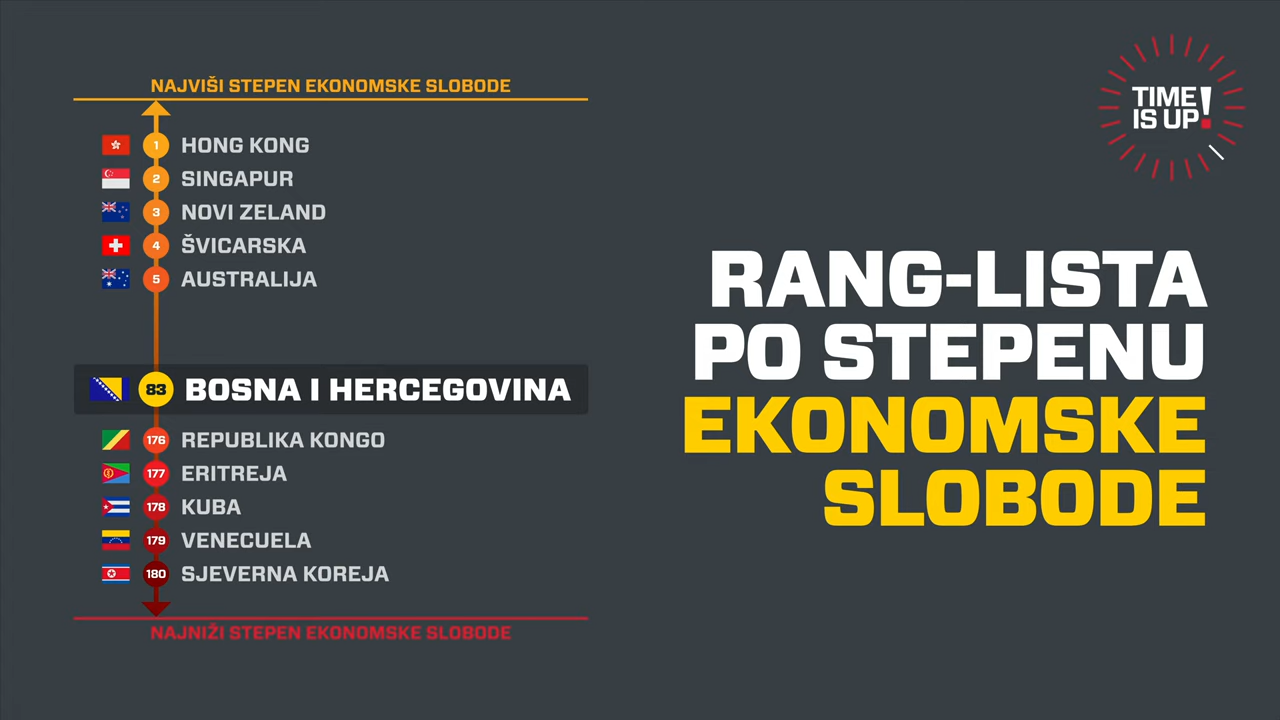 NAJVIŠI STEPEN EKONOMSKE SLOBODE
1 HONG KONG
2 SINGAPUR
3 NOVI ZELAND
4 ŠVICARSKA
5 AUSTRALIJA
83 BOSNA I HERCEGOVINA
176 REPUBLIKA KONGO
177 ERITREJA
178 KUBA
179 VENECUELA
180 SJEVERNA KOREJA
NAJNIŽI STEPEN EKONOMSKE SLOBODE
TIME
IS UP!
RANG-LISTA
PO STEPENU
EKONOMSKE
SLOBODE